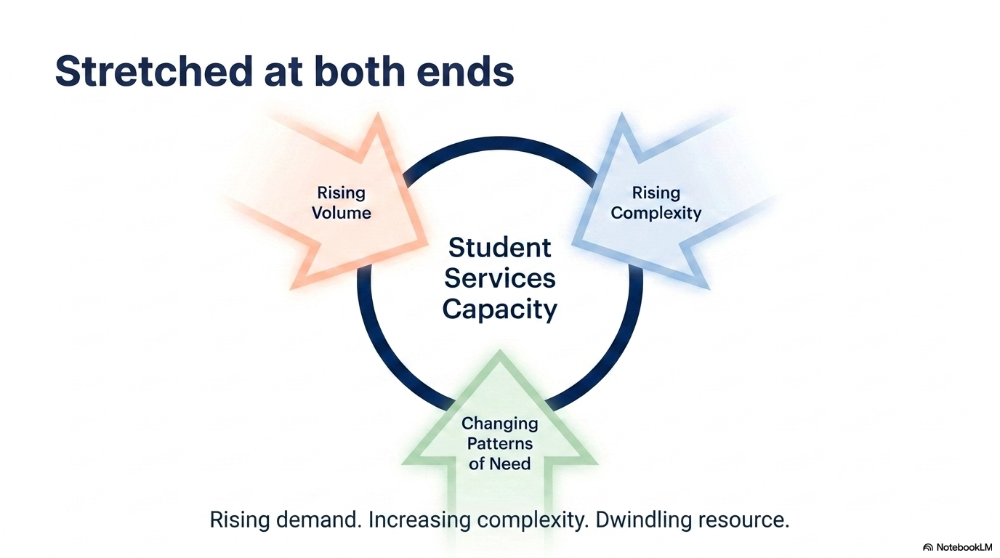 Stretched at both ends
Rising
Volume
Rising
Complexity
Student
Services
Capacity
Changing
Patterns
of Need
Rising demand. Increasing complexity. Dwindling resource.
NotebookLM